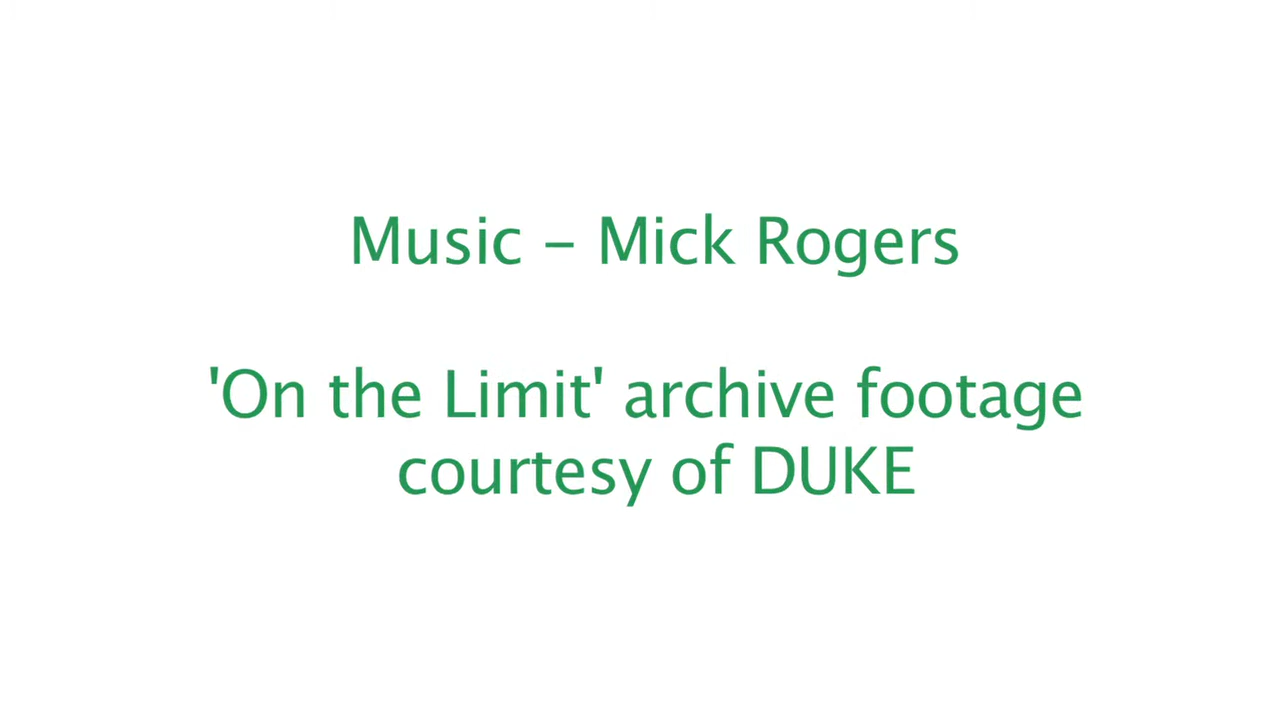 Music – Mick Rogers
'On the Limit' archive footage
courtesy of DUKE